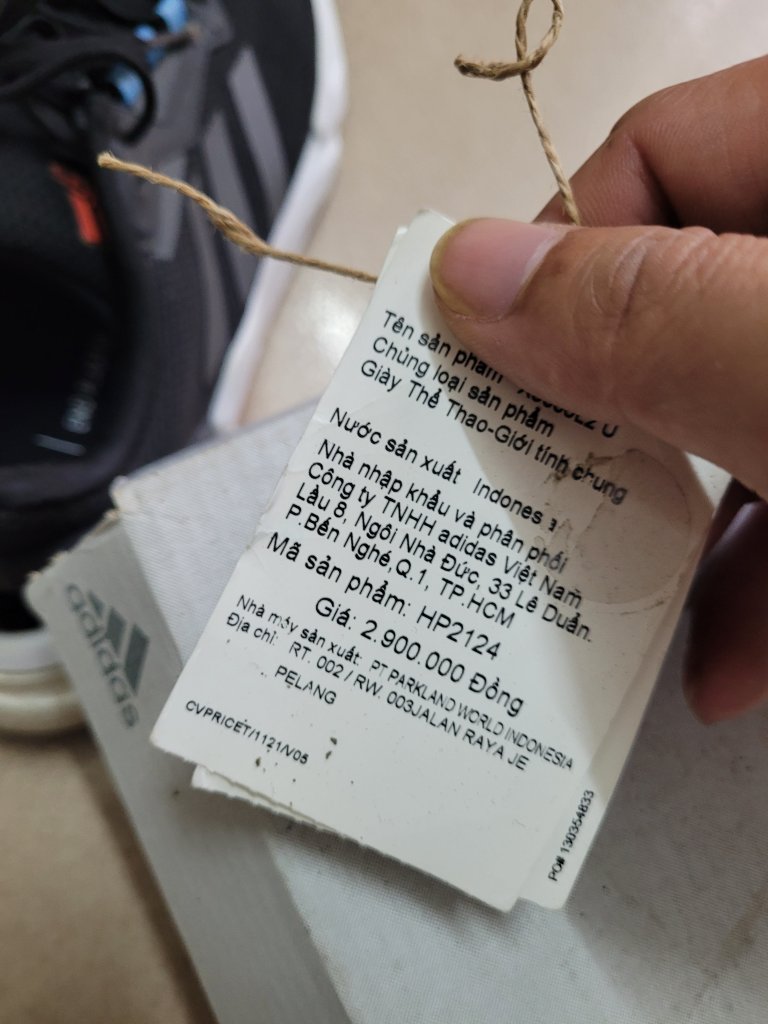 Tên sản phẩm
Chủng loại sản phẩm
Giày Thể Thao-Giới tính chung
Nước sản xuất
Nhà nhập khẩu và phân phối
Công ty TNHH adidas Việt Nam
Lầu 8, Ngôi Nhà Đức, 33 Lê Duẩn.
P.Bến Nghé,Q.1, TP.HCM
Mã sản phẩm: HP2124
Giá: 2.900.000 Đồng
Nhà máy sản xuất: PT PARKLAND WORLD INDONESIA
Địa chỉ: RT. 002 / RW. 003JALAN RAYA JE
PELANG
CVPRICET/1121/V05
PO# 130354833
adidas